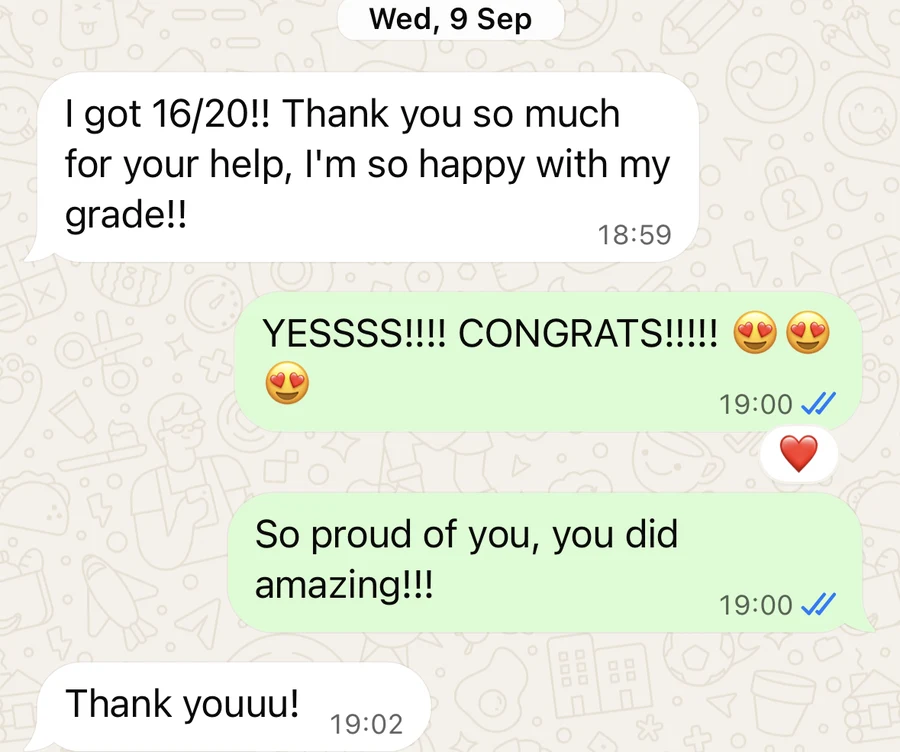 Wed, 9 Sep
I got 16/20!! Thank you so much
for your help, I'm so happy with my
grade!!
18:59
YESSSS!!!! CONGRATS!!!!! 😍😍
😍
19:00
❤️
So proud of you, you did
amazing!!!
19:00
Thank youuu!
19:02